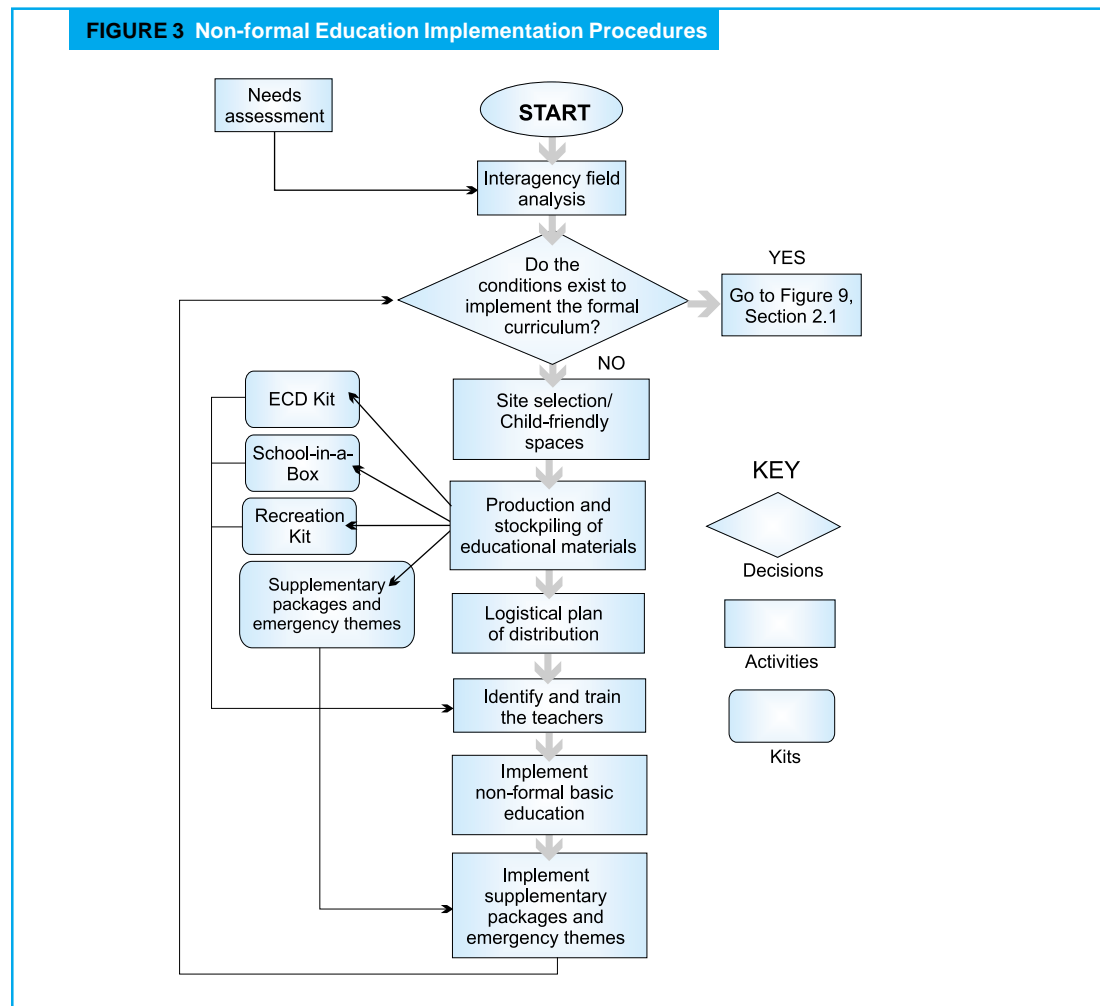 FIGURE 3 Non-formal Education Implementation Procedures
Needs
assessment
START
Interagency field
analysis
Do the
conditions exist to
implement the formal
curriculum?
YES
Go to Figure 9,
Section 2.1
NO
Site selection/
Child-friendly
spaces
ECD Kit
School-in-a-
Box
Recreation
Kit
Supplementary
packages and
emergency themes
Production and
stockpiling of
educational materials
Logistical plan
of distribution
Identify and train
the teachers
Implement
non-formal basic
education
Implement
supplementary
packages and
emergency themes
KEY
Decisions
Activities
Kits